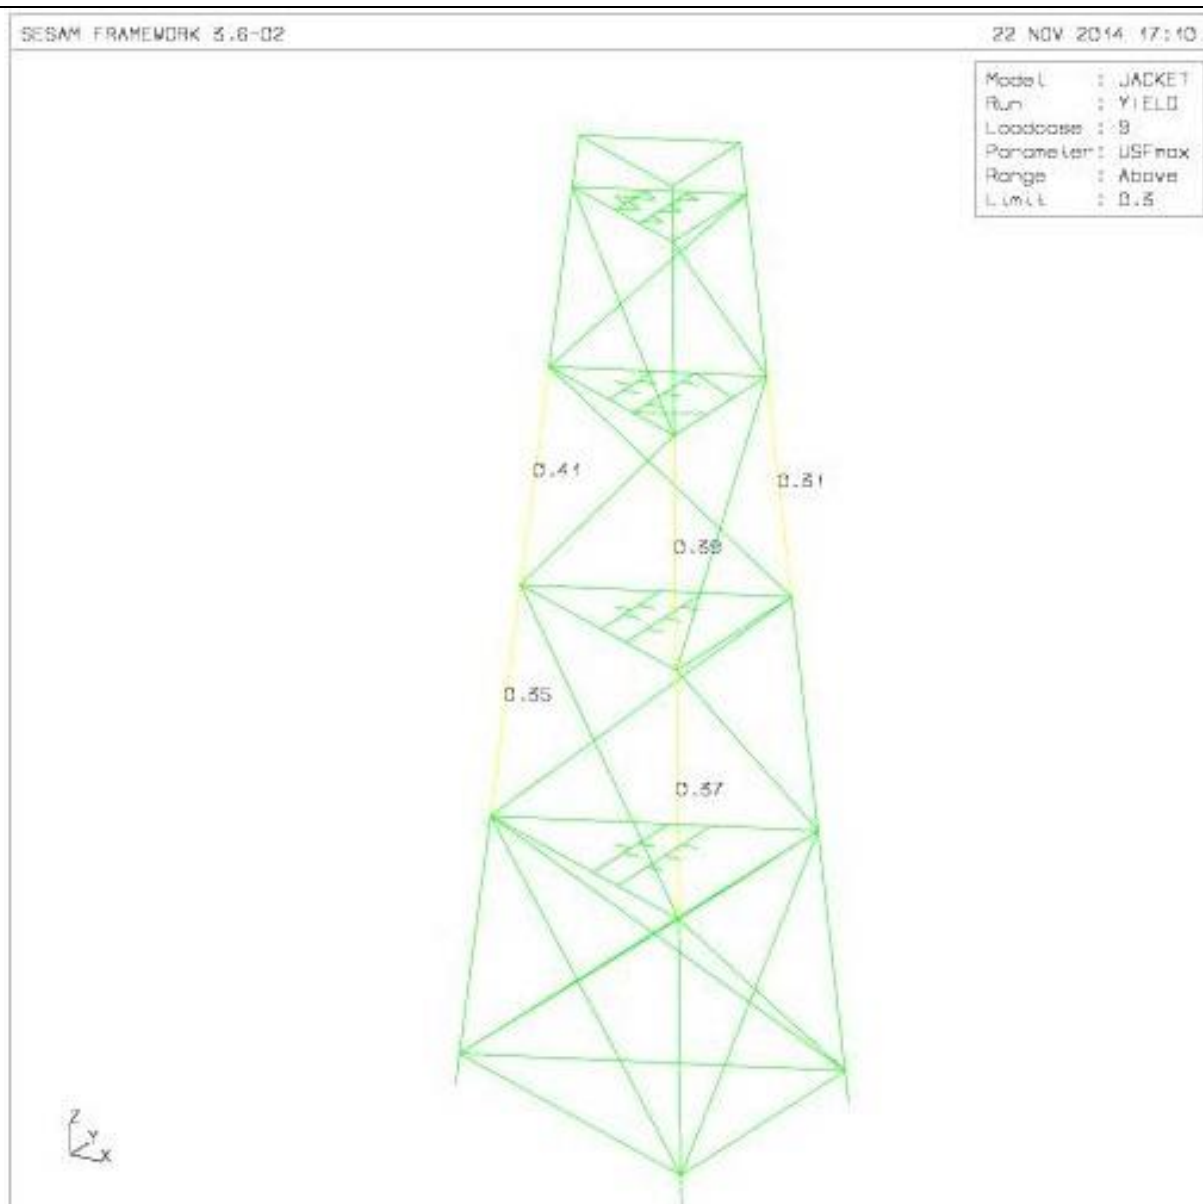 SESAM FRAMEWORK 3.6-02
22 NOV 2014 17:10
Model : JACKET
Run : YIELD
Loadcase : 9
Parameter: USFmax
Range : Above
Limit : 0.3
0.41
0.31
0.39
0.35
0.37
Z
Y
X